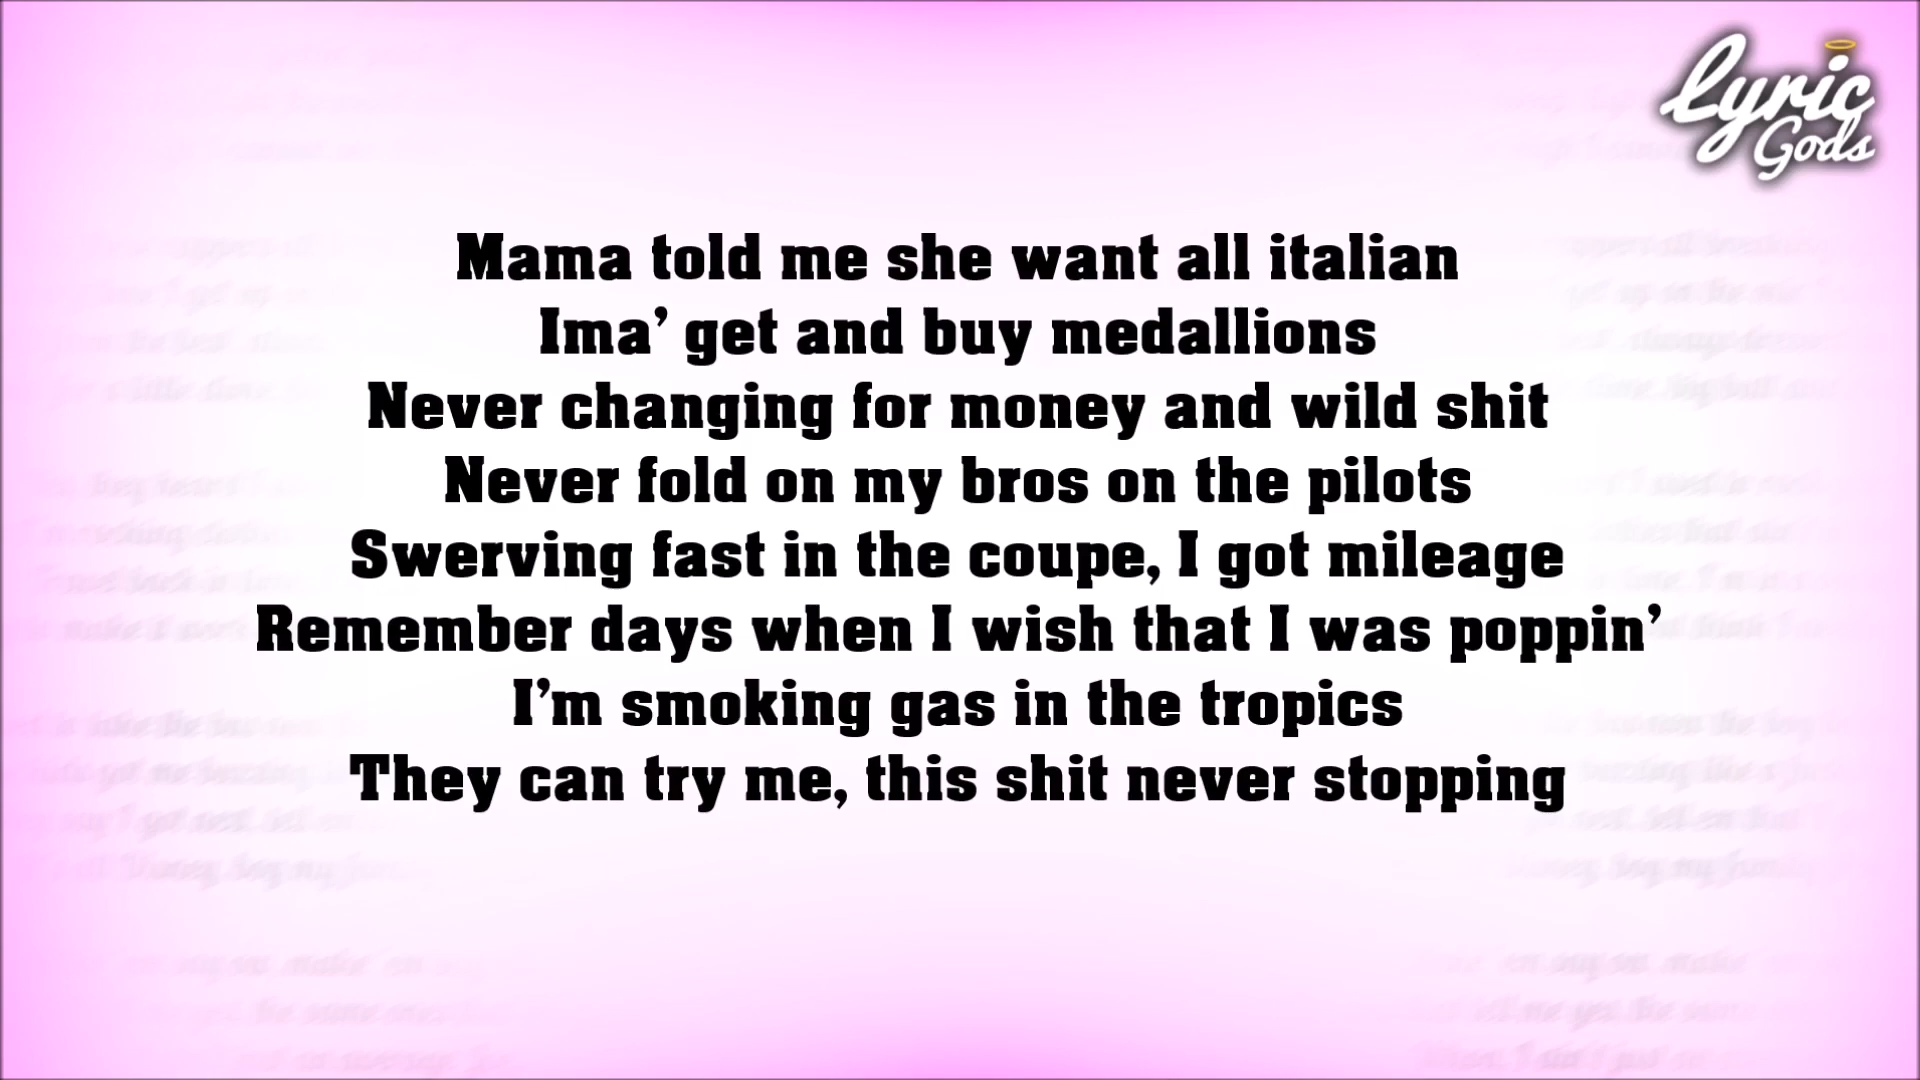 Lyric
Gods
Mama told me she want all italian
Ima’ get and buy medallions
Never changing for money and wild shit
Never fold on my bros on the pilots
Swerving fast in the coupe, I got mileage
Remember days when I wish that I was poppin’
I’m smoking gas in the tropics
They can try me, this shit never stopping